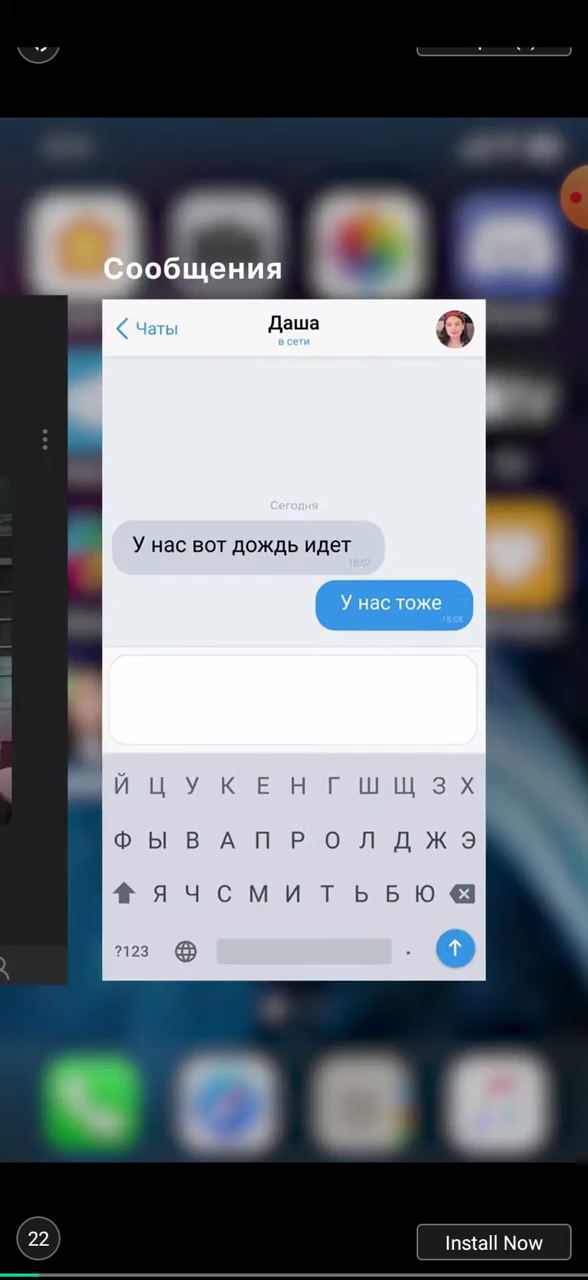 Сообщения
Чаты
Даша
в сети
Сегодня
У нас вот дождь идет
18:07
У нас тоже
18:08
Й Ц У К Е Н Г Ш Щ З Х
Ф Ы В А П Р О Л Д Ж Э
Я Ч С М И Т Ь Б Ю
?123 .
22
Install Now